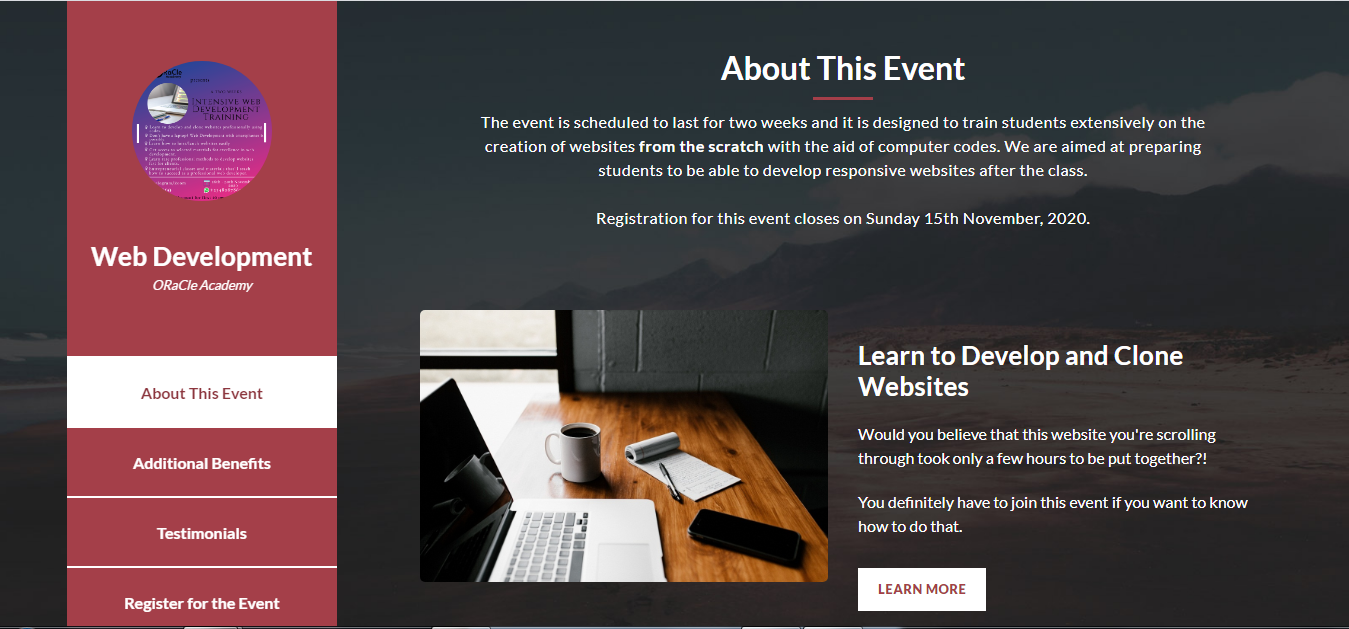 INTENSIVE WEB
DEVELOPMENT
TRAINING
Web Development
ORaCle Academy
About This Event
Additional Benefits
Testimonials
Register for the Event
About This Event
The event is scheduled to last for two weeks and it is designed to train students extensively on the
creation of websites from the scratch with the aid of computer codes. We are aimed at preparing
students to be able to develop responsive websites after the class.
Registration for this event closes on Sunday 15th November, 2020.
Learn to Develop and Clone
Websites
Would you believe that this website you're scrolling
through took only a few hours to be put together?!
You definitely have to join this event if you want to know
how to do that.
LEARN MORE